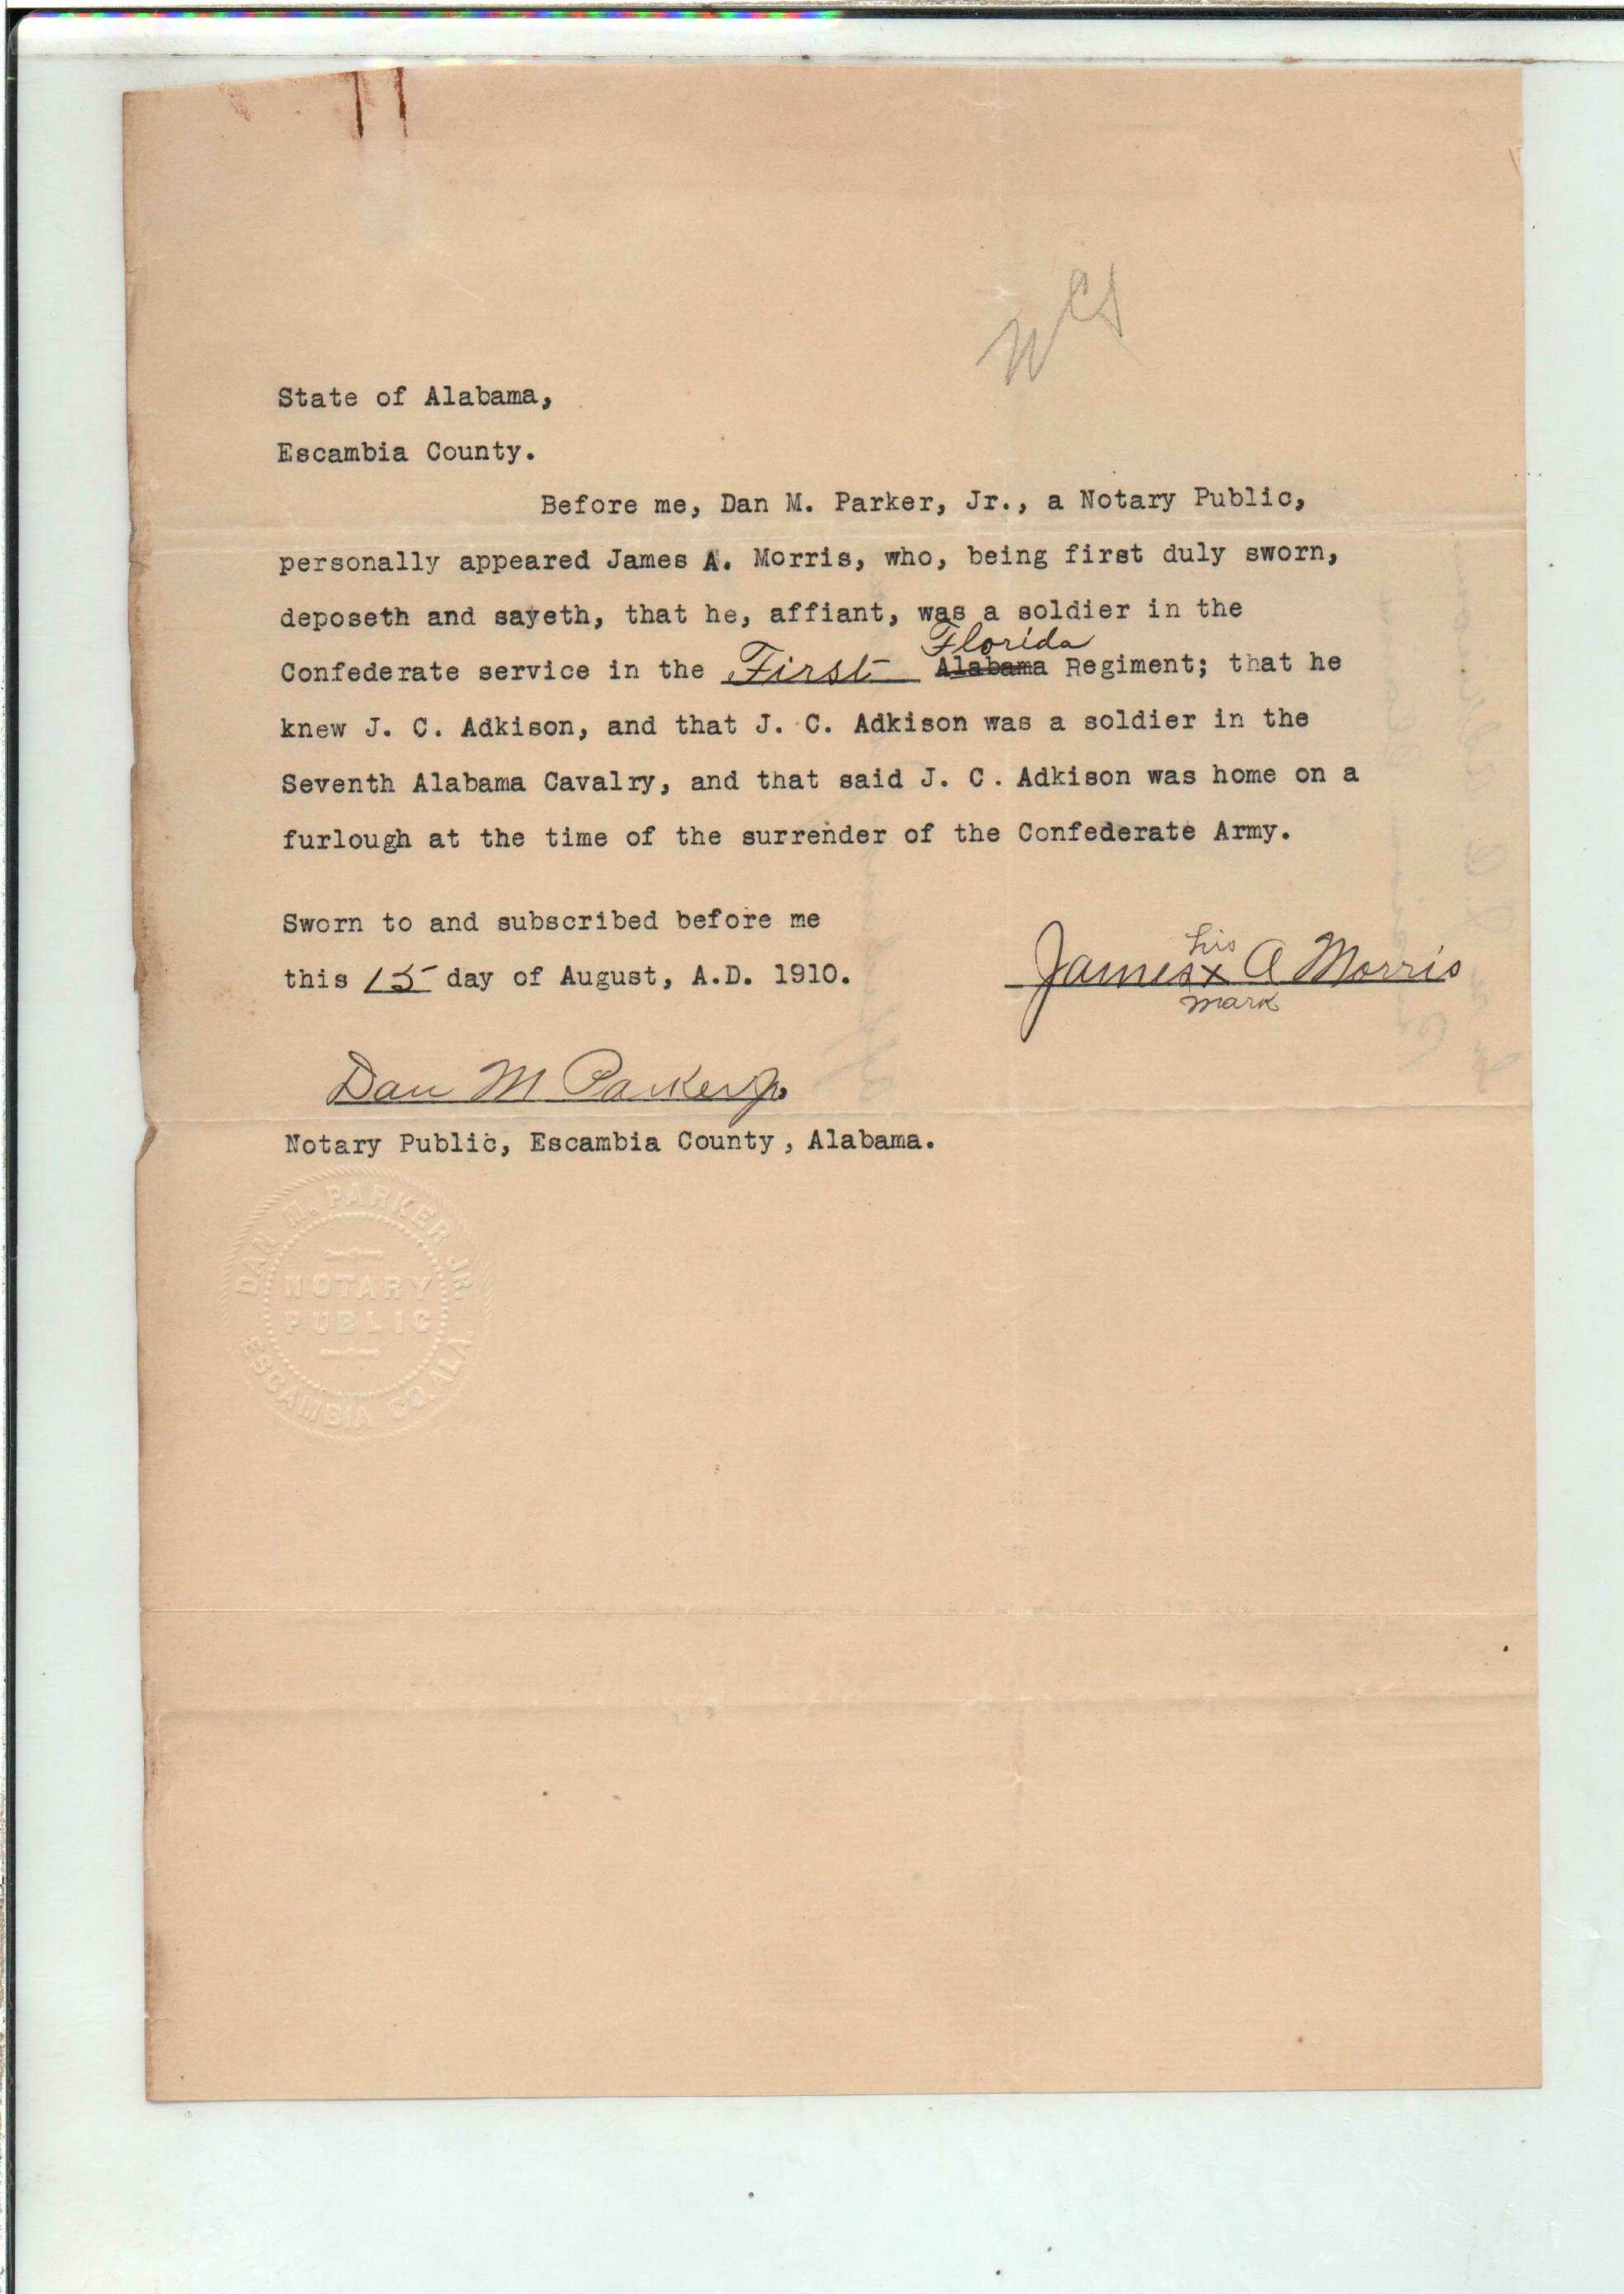 State of Alabama,
Escambia County.
Before me, Dan M. Parker, Jr., a Notary Public,
personally appeared James A. Morris, who, being first duly sworn,
deposeth and sayeth, that he, affiant, was a soldier in the
Florida
Confederate service in the First Alabama Regiment; that he
knew J. C. Adkison, and that J. C. Adkison was a soldier in the
Seventh Alabama Cavalry, and that said J. C. Adkison was home on a
furlough at the time of the surrender of the Confederate Army.
Sworn to and subscribed before me
this 15 day of August, A.D. 1910.
his
James x A Morris
mark
Dan M Parker Jr.
Notary Public, Escambia County, Alabama.
DAN M. PARKER JR.
NOTARY
PUBLIC
ESCAMBIA CO. ALA.